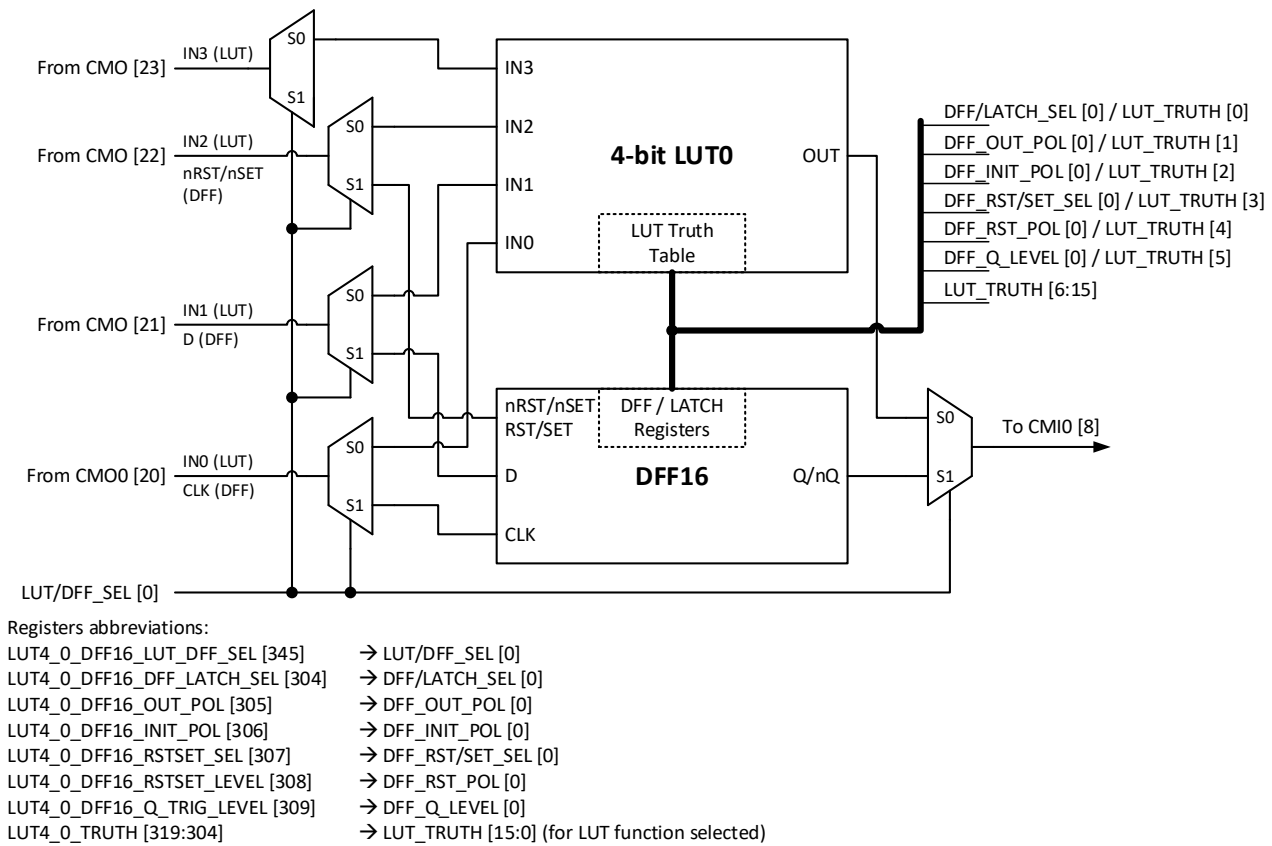 S0
IN3 (LUT)
From CMO [23]
S1
IN3
IN2 (LUT)
From CMO [22]
nRST/nSET
(DFF)
S0
S1
IN2
IN1
IN0
4-bit LUT0
OUT
LUT Truth
Table
DFF/LATCH_SEL [0] / LUT_TRUTH [0]
DFF_OUT_POL [0] / LUT_TRUTH [1]
DFF_INIT_POL [0] / LUT_TRUTH [2]
DFF_RST/SET_SEL [0] / LUT_TRUTH [3]
DFF_RST_POL [0] / LUT_TRUTH [4]
DFF_Q_LEVEL [0] / LUT_TRUTH [5]
LUT_TRUTH [6:15]
IN1 (LUT)
From CMO [21]
D (DFF)
S0
S1
nRST/nSET
RST/SET
DFF / LATCH
Registers
D
DFF16
Q/nQ
CLK
IN0 (LUT)
From CMO0 [20]
CLK (DFF)
S0
S1
S0
S1
To CMI0 [8]
LUT/DFF_SEL [0]
Registers abbreviations:
LUT4_0_DFF16_LUT_DFF_SEL [345] → LUT/DFF_SEL [0]
LUT4_0_DFF16_DFF_LATCH_SEL [304] → DFF/LATCH_SEL [0]
LUT4_0_DFF16_OUT_POL [305] → DFF_OUT_POL [0]
LUT4_0_DFF16_INIT_POL [306] → DFF_INIT_POL [0]
LUT4_0_DFF16_RSTSET_SEL [307] → DFF_RST/SET_SEL [0]
LUT4_0_DFF16_RSTSET_LEVEL [308] → DFF_RST_POL [0]
LUT4_0_DFF16_Q_TRIG_LEVEL [309] → DFF_Q_LEVEL [0]
LUT4_0_TRUTH [319:304] → LUT_TRUTH [15:0] (for LUT function selected)